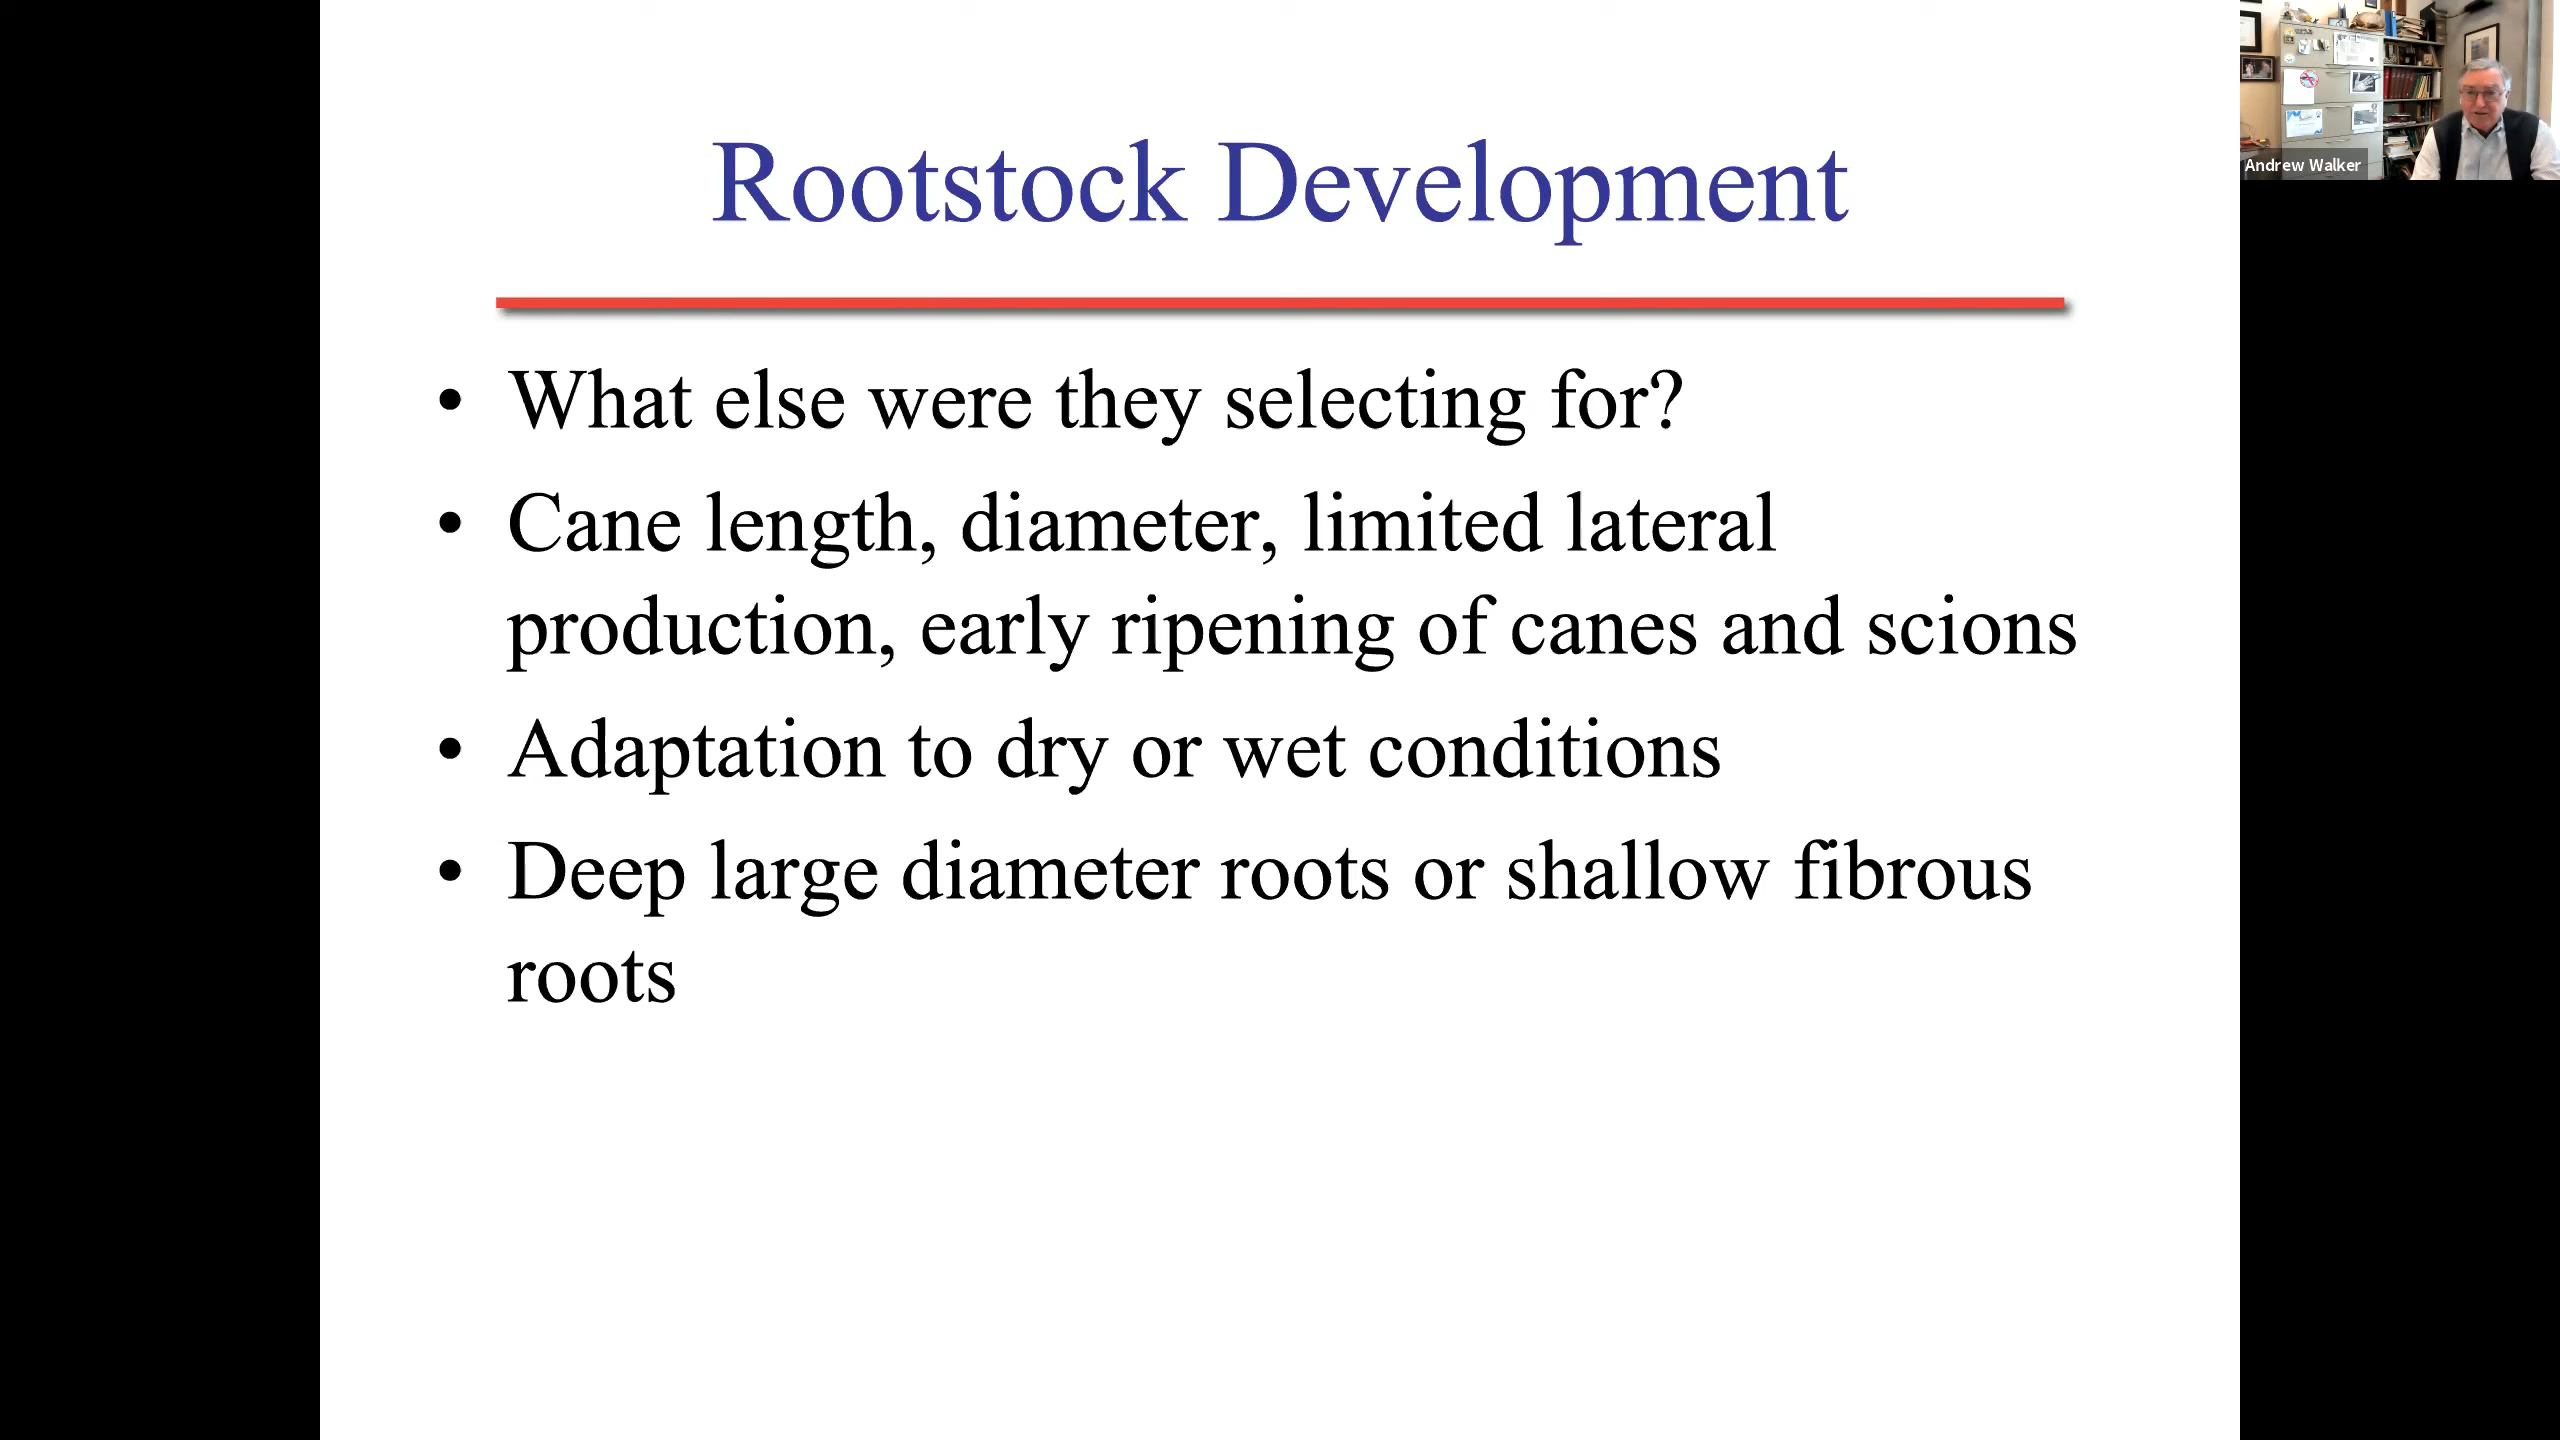 Rootstock Development
• What else were they selecting for?
• Cane length, diameter, limited lateral
production, early ripening of canes and scions
• Adaptation to dry or wet conditions
• Deep large diameter roots or shallow fibrous
roots
Andrew Walker